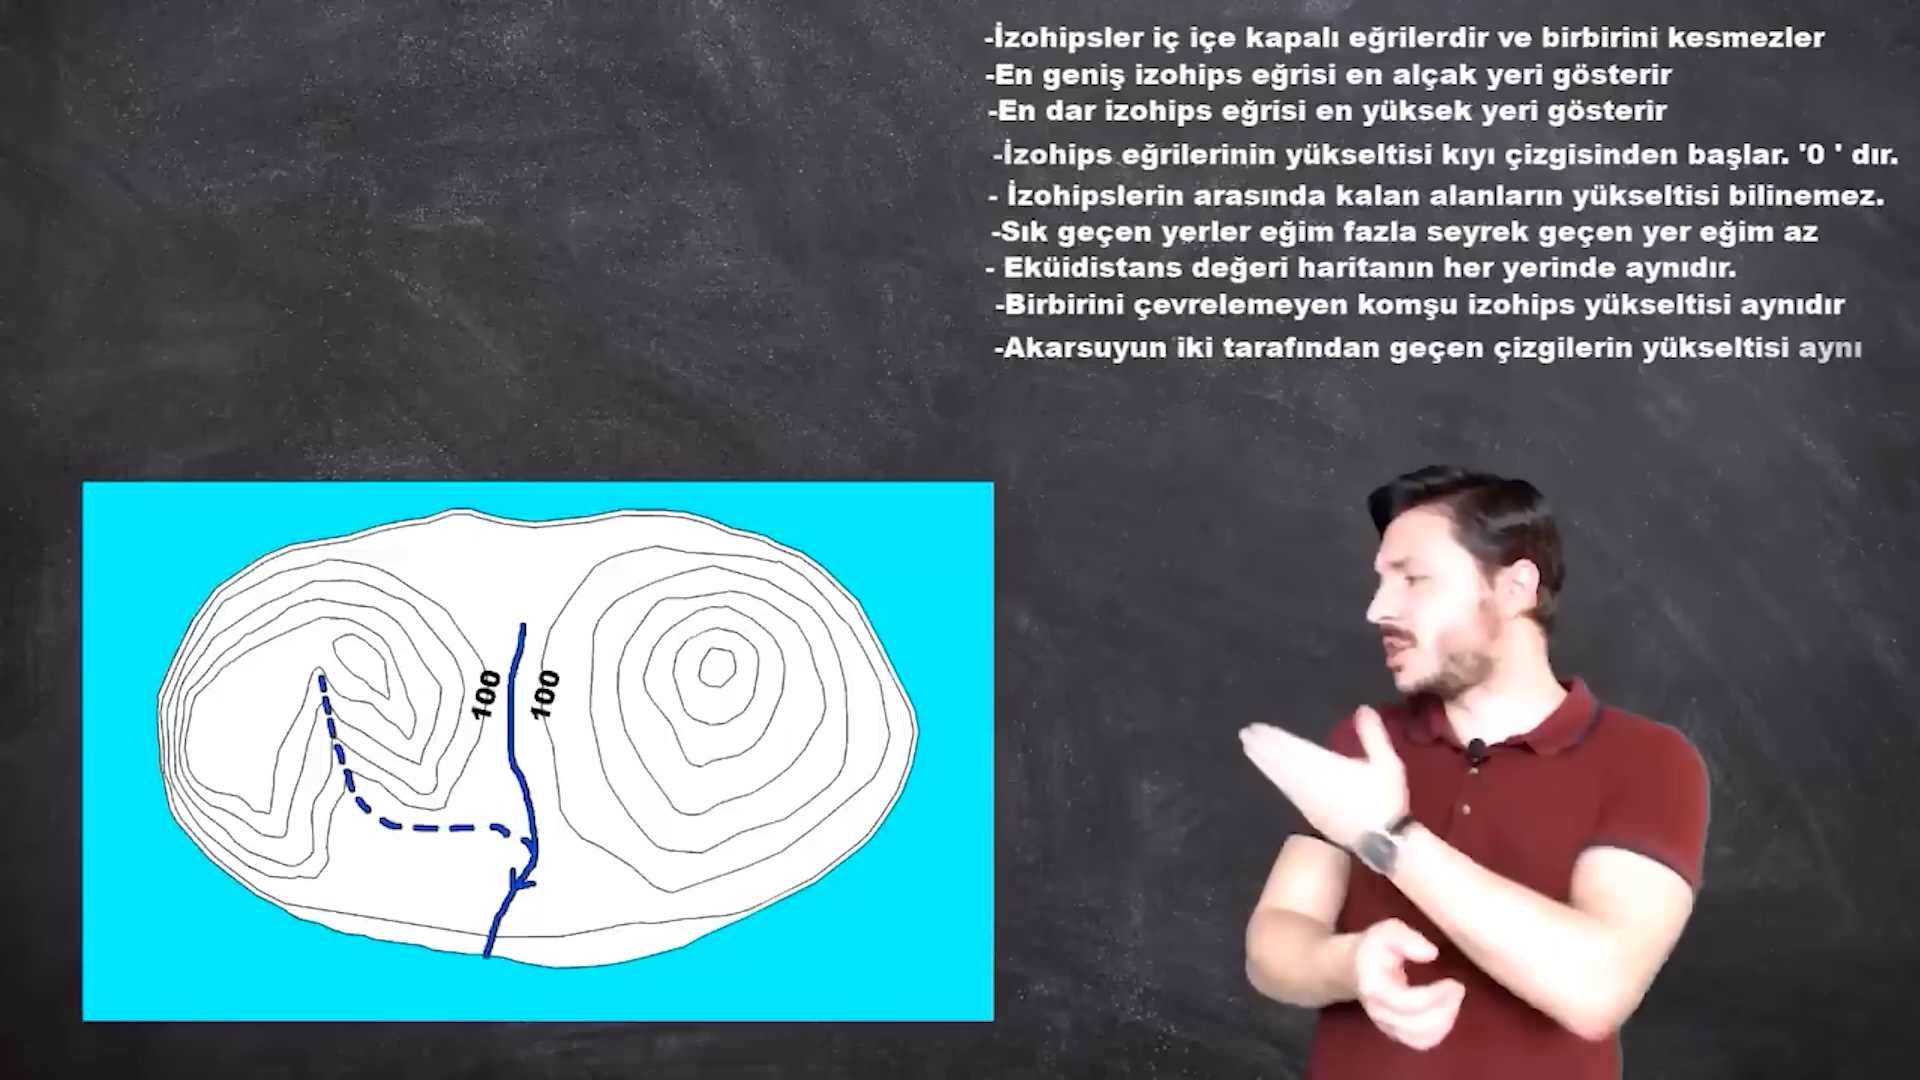 -İzohipsler iç içe kapalı eğrilerdir ve birbirini kesmezler
-En geniş izohips eğrisi en alçak yeri gösterir
-En dar izohips eğrisi en yüksek yeri gösterir
-İzohips eğrilerinin yükseltisi kıyı çizgisinden başlar. '0 ' dır.
- İzohipslerin arasında kalan alanların yükseltisi bilinemez.
-Sık geçen yerler eğim fazla seyrek geçen yer eğim az
- Eküidistans değeri haritanın her yerinde aynıdır.
-Birbirini çevrelemeyen komşu izohips yükseltisi aynıdır
-Akarsuyun iki tarafından geçen çizgilerin yükseltisi aynı
100
100